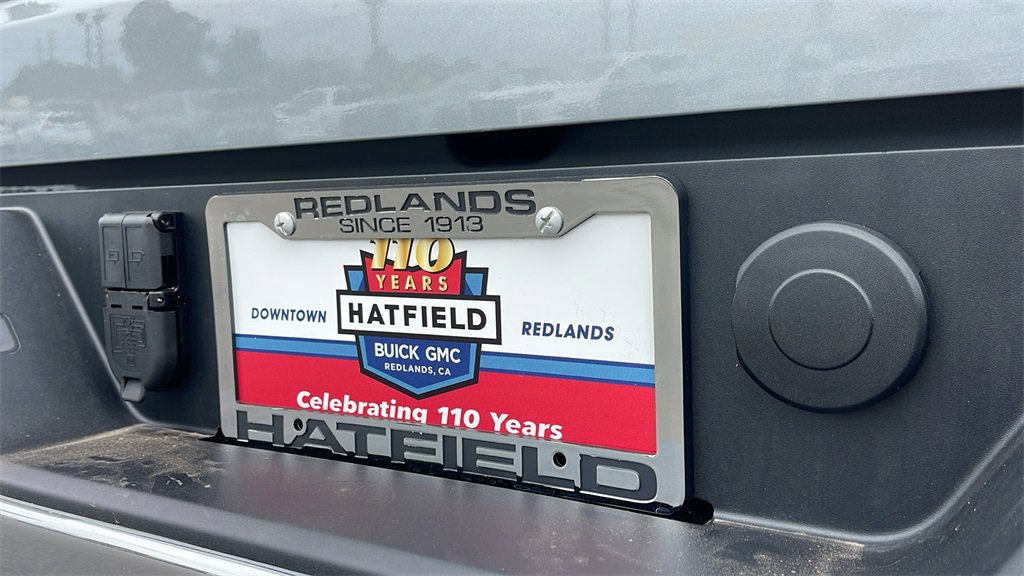 REDLANDS
SINCE 1913
110
YEARS
DOWNTOWN HATFIELD REDLANDS
BUICK GMC
REDLANDS, CA
Celebrating 110 Years
HATFIELD